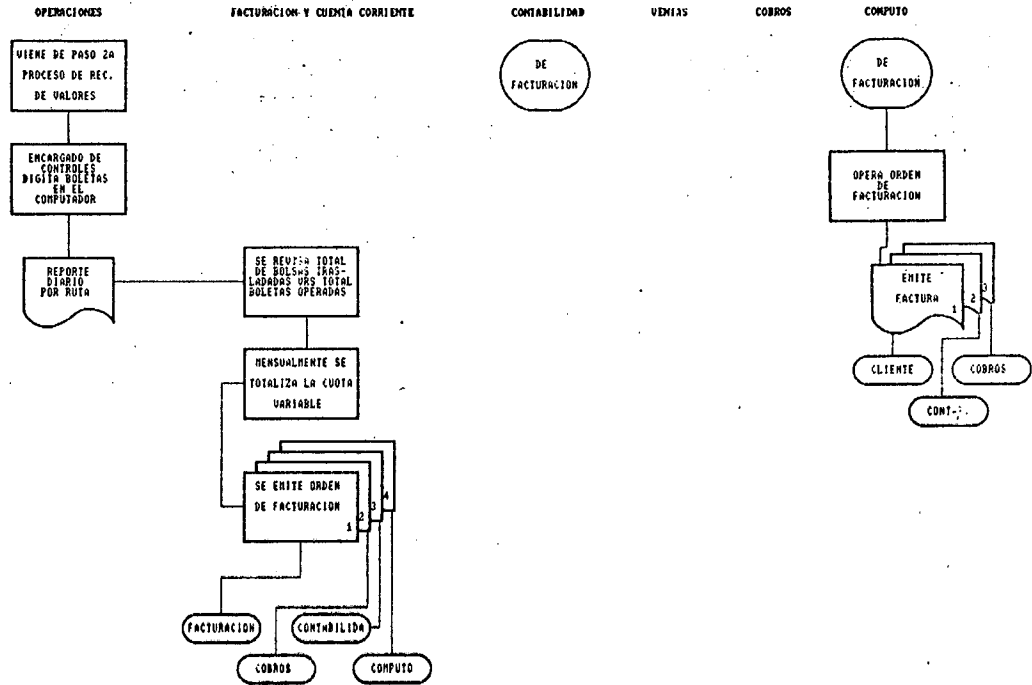 OPERACIONES
FACTURACION Y CUENTA CORRIENTE
CONTABILIDAD
VENTAS
COBROS
COMPUTO
VIENE DE PASO 2A
PROCESO DE REC.
DE VALORES
DE
FACTURACION
DE
FACTURACION
ENCARGADO DE
CONTROLES
DIGITA BOLETAS
EN EL
COMPUTADOR
OPERA ORDEN
DE
FACTURACION
REPORTE
DIARIO
POR RUTA
SE REVISA TOTAL
DE BOLSAS TRAS-
LADADAS VRS TOTAL
BOLETAS OPERADAS
EMITE
FACTURA
1
2
3
MENSUALMENTE SE
TOTALIZA LA CUOTA
VARIABLE
CLIENTE
COBROS
CONT
SE EMITE ORDEN
DE FACTURACION
1
2
3
4
FACTURACION
CONTABILIDA
COBROS
COMPUTO